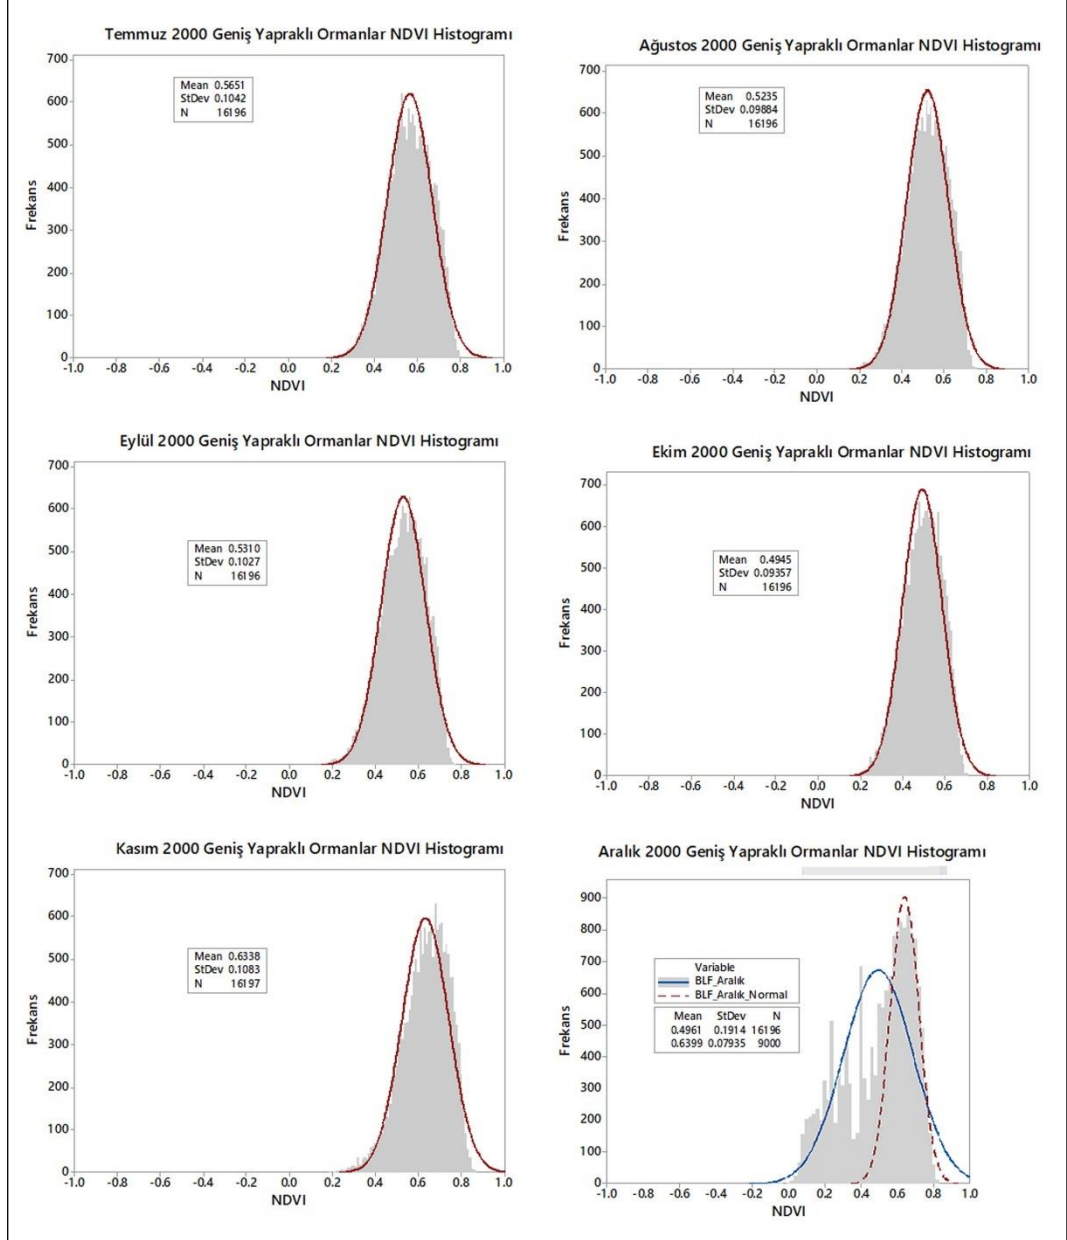 Temmuz 2000 Geniş Yapraklı Ormanlar NDVI Histogramı
700
600
500
400
300
200
100
0
Frekans
Mean 0.5651
StDev 0.1042
N 16196
-1.0 -0.8 -0.6 -0.4 -0.2 0.0 0.2 0.4 0.6 0.8 1.0
NDVI
Ağustos 2000 Geniş Yapraklı Ormanlar NDVI Histogramı
700
600
500
400
300
200
100
0
Frekans
Mean 0.5235
StDev 0.09884
N 16196
-1.0 -0.8 -0.6 -0.4 -0.2 0.0 0.2 0.4 0.6 0.8 1.0
NDVI
Eylül 2000 Geniş Yapraklı Ormanlar NDVI Histogramı
700
600
500
400
300
200
100
0
Frekans
Mean 0.5310
StDev 0.1027
N 16196
-1.0 -0.8 -0.6 -0.4 -0.2 0.0 0.2 0.4 0.6 0.8 1.0
NDVI
Ekim 2000 Geniş Yapraklı Ormanlar NDVI Histogramı
700
600
500
400
300
200
100
0
Frekans
Mean 0.4945
StDev 0.09357
N 16196
-1.0 -0.8 -0.6 -0.4 -0.2 0.0 0.2 0.4 0.6 0.8 1.0
NDVI
Kasım 2000 Geniş Yapraklı Ormanlar NDVI Histogramı
700
600
500
400
300
200
100
0
Frekans
Mean 0.6338
StDev 0.1083
N 16197
-1.0 -0.8 -0.6 -0.4 -0.2 0.0 0.2 0.4 0.6 0.8 1.0
NDVI
Aralık 2000 Geniş Yapraklı Ormanlar NDVI Histogramı
900
800
700
600
500
400
300
200
100
0
Frekans
Variable
BLF_Aralık
BLF_Aralık_Normal
Mean StDev N
0.4961 0.1914 16196
0.6399 0.07935 9000
-1.0 -0.8 -0.6 -0.4 -0.2 0.0 0.2 0.4 0.6 0.8 1.0
NDVI